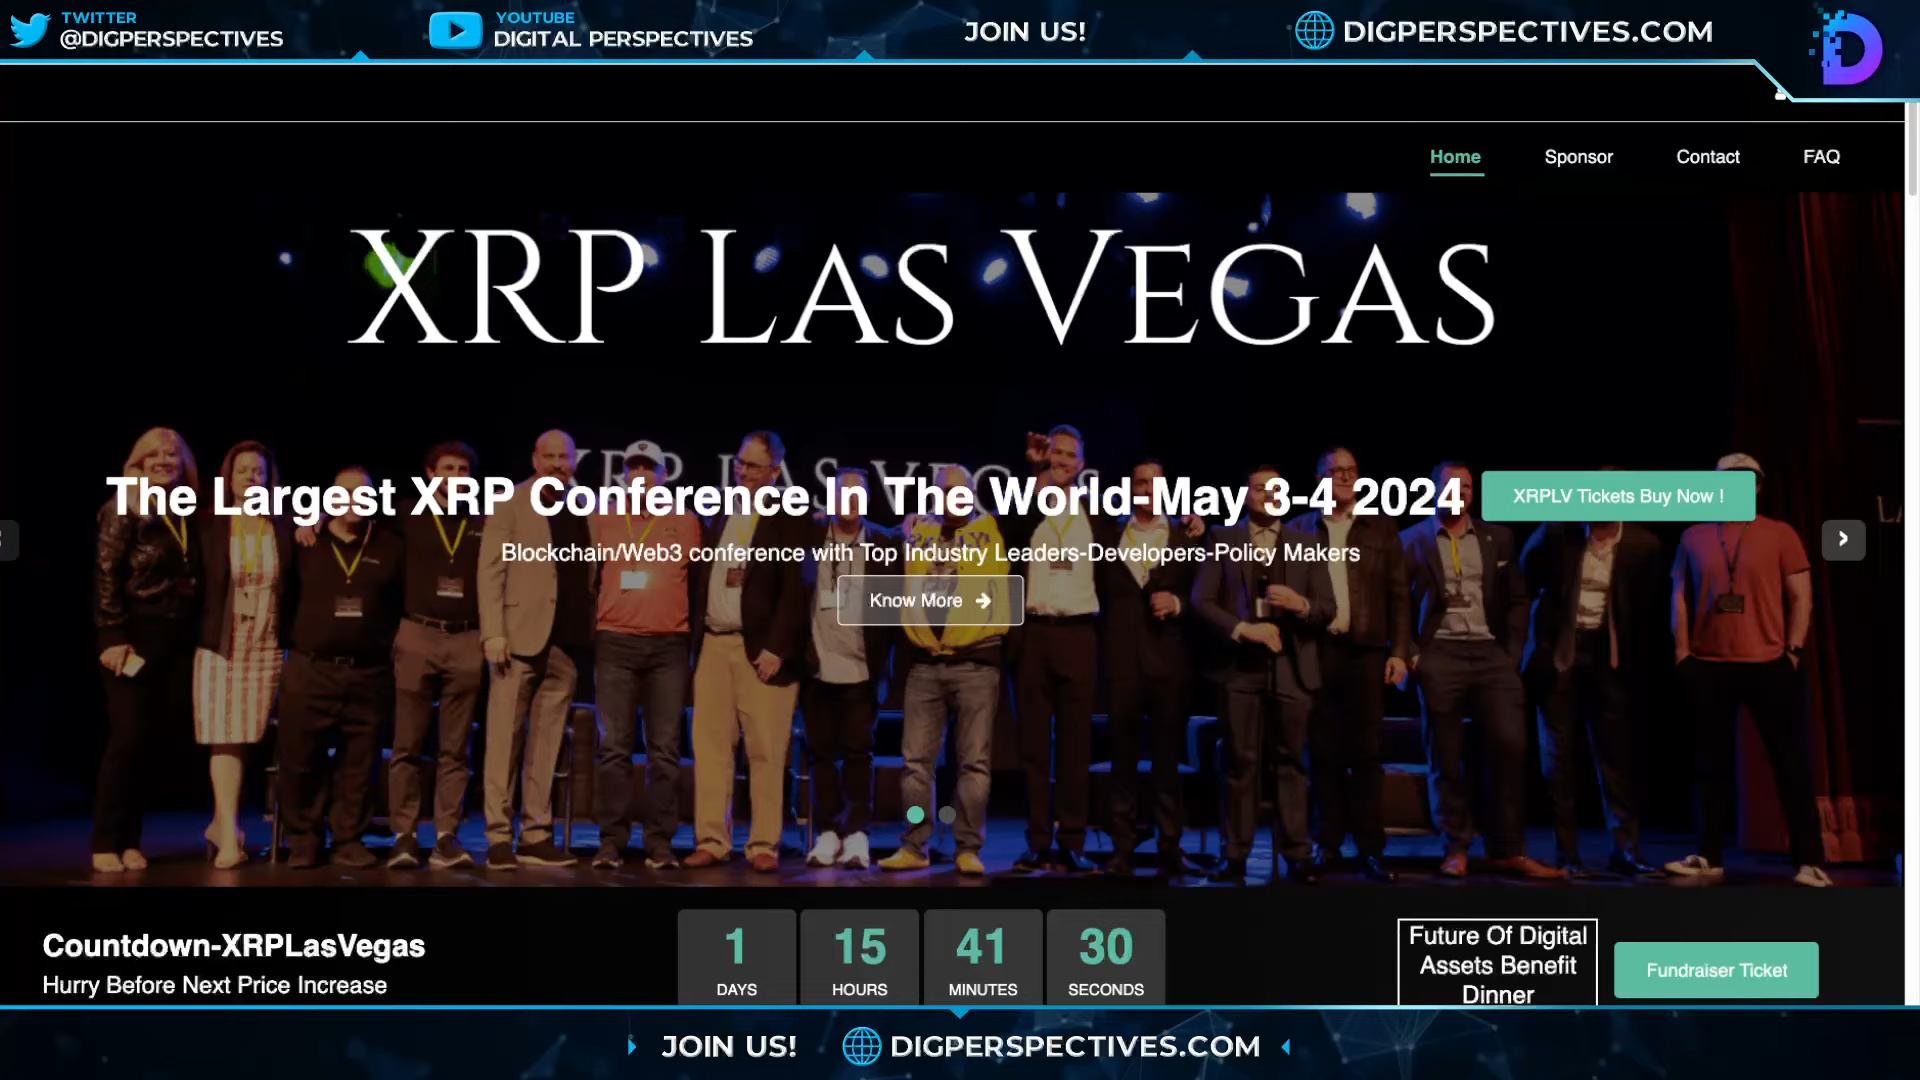 TWITTER
@DIGPERSPECTIVES
YOUTUBE
DIGITAL PERSPECTIVES
JOIN US!
DIGPERSPECTIVES.COM
D
Home
Sponsor
Contact
FAQ
XRP LAS VEGAS
XRP LAS VEGAS
The Largest XRP Conference In The World-May 3-4 2024
XRPLV Tickets Buy Now !
Blockchain/Web3 conference with Top Industry Leaders-Developers-Policy Makers
Know More
Countdown-XRPLasVegas
Hurry Before Next Price Increase
1
DAYS
15
HOURS
41
MINUTES
30
SECONDS
Future Of Digital
Assets Benefit
Dinner
Fundraiser Ticket
JOIN US!
DIGPERSPECTIVES.COM